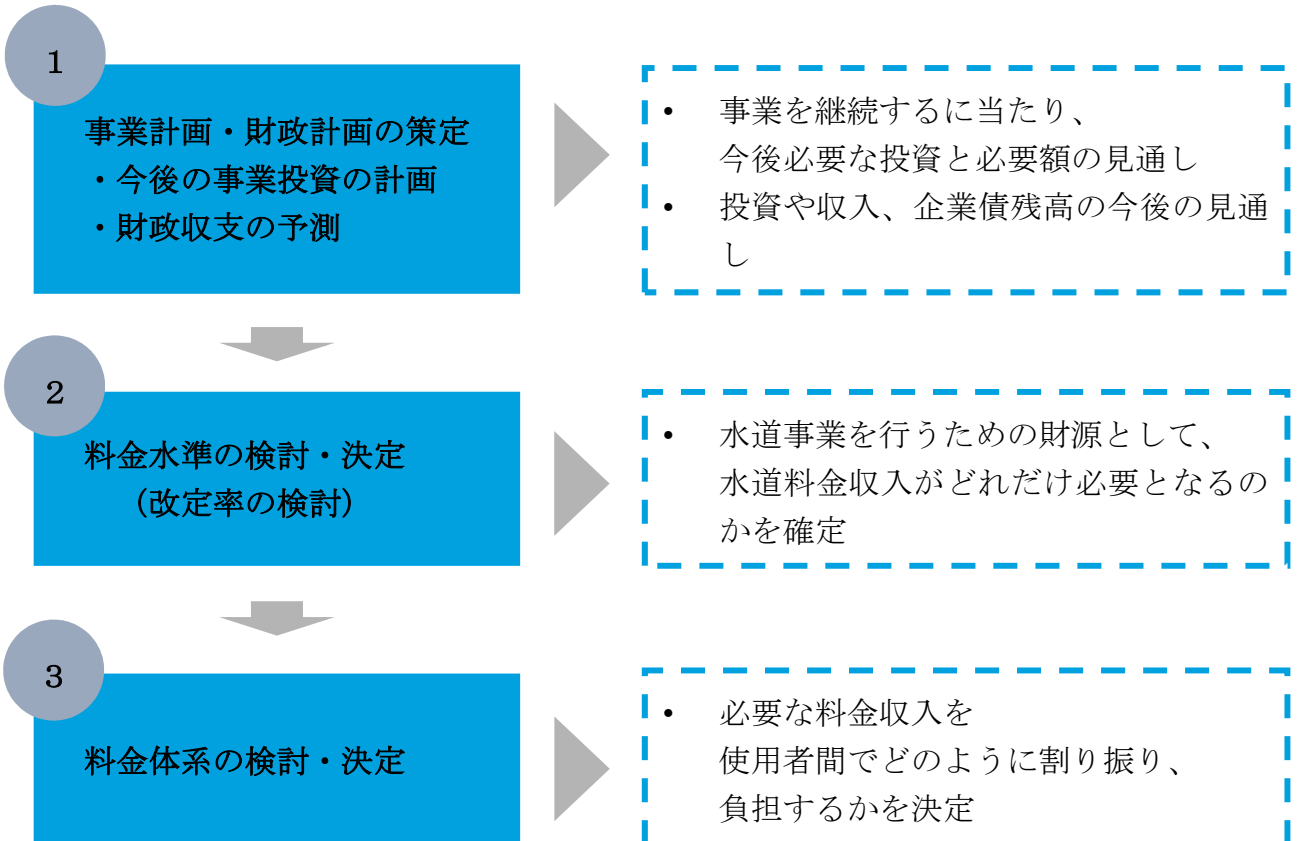 1
事業計画・財政計画の策定
・今後の事業投資の計画
・財政収支の予測
• 事業を継続するに当たり、
今後必要な投資と必要額の見通し
• 投資や収入、企業債残高の今後の見通
し
2
料金水準の検討・決定
(改定率の検討)
• 水道事業を行うための財源として、
水道料金収入がどれだけ必要となるの
かを確定
3
料金体系の検討・決定
• 必要な料金収入を
使用者間でどのように割り振り、
負担するかを決定